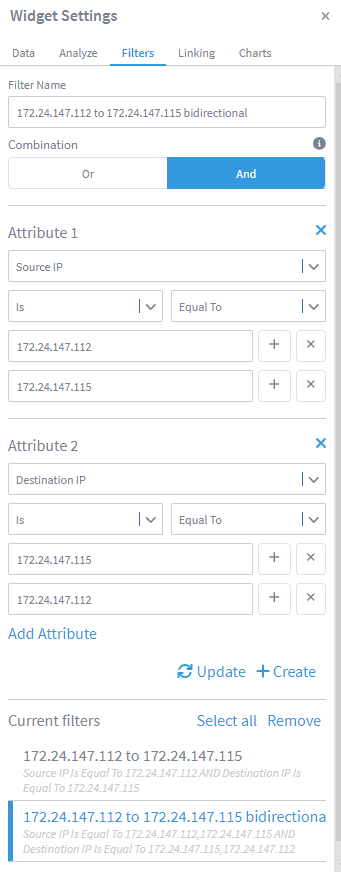 Widget Settings
Data Analyze Filters Linking Charts
Filter Name
172.24.147.112 to 172.24.147.115 bidirectional
Combination
Or And
Attribute 1
Source IP
Is Equal To
172.24.147.112
172.24.147.115
Attribute 2
Destination IP
Is Equal To
172.24.147.115
172.24.147.112
Add Attribute
Update Create
Current filters Select all Remove
172.24.147.112 to 172.24.147.115
Source IP Is Equal To 172.24.147.112 AND Destination IP Is
Equal To 172.24.147.115
172.24.147.112 to 172.24.147.115 bidirectiona
Source IP Is Equal To 172.24.147.112,172.24.147.115 AND
Destination IP Is Equal To 172.24.147.115,172.24.147.112